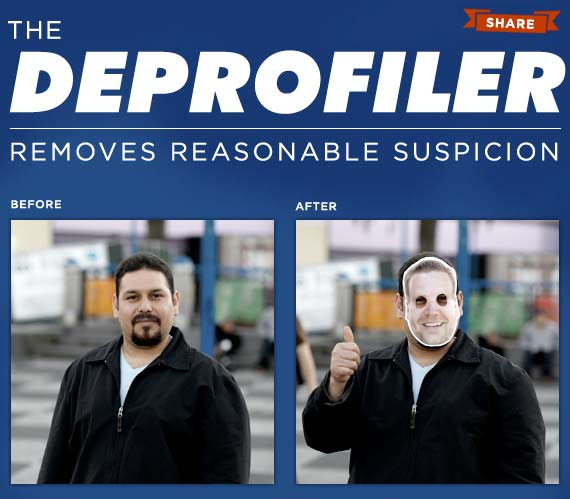 SHARE
THE
DEPROFILER
REMOVES REASONABLE SUSPICION
BEFORE
AFTER